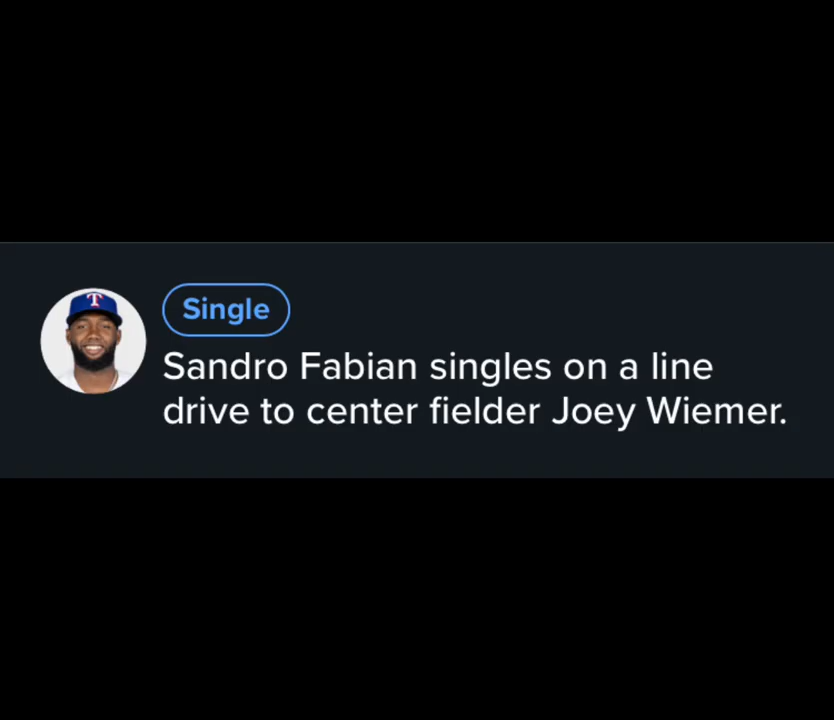 T
Single
Sandro Fabian singles on a line
drive to center fielder Joey Wiemer.